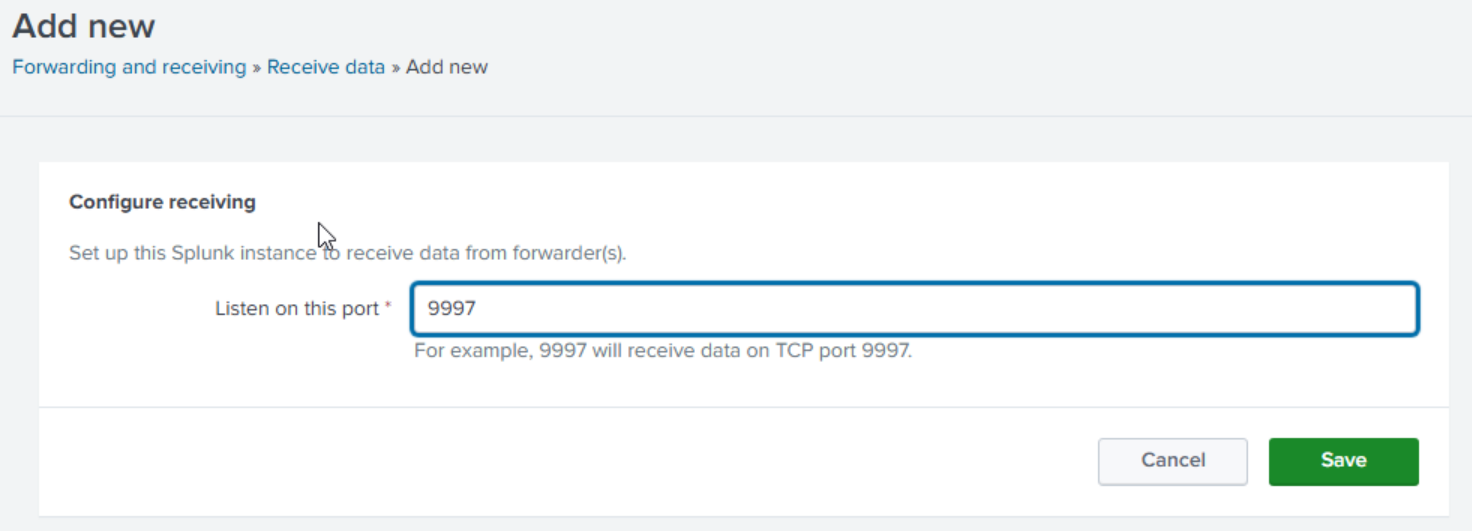 Add new
Forwarding and receiving » Receive data » Add new
Configure receiving
Set up this Splunk instance to receive data from forwarder(s).
Listen on this port * 9997
For example, 9997 will receive data on TCP port 9997.
Cancel Save